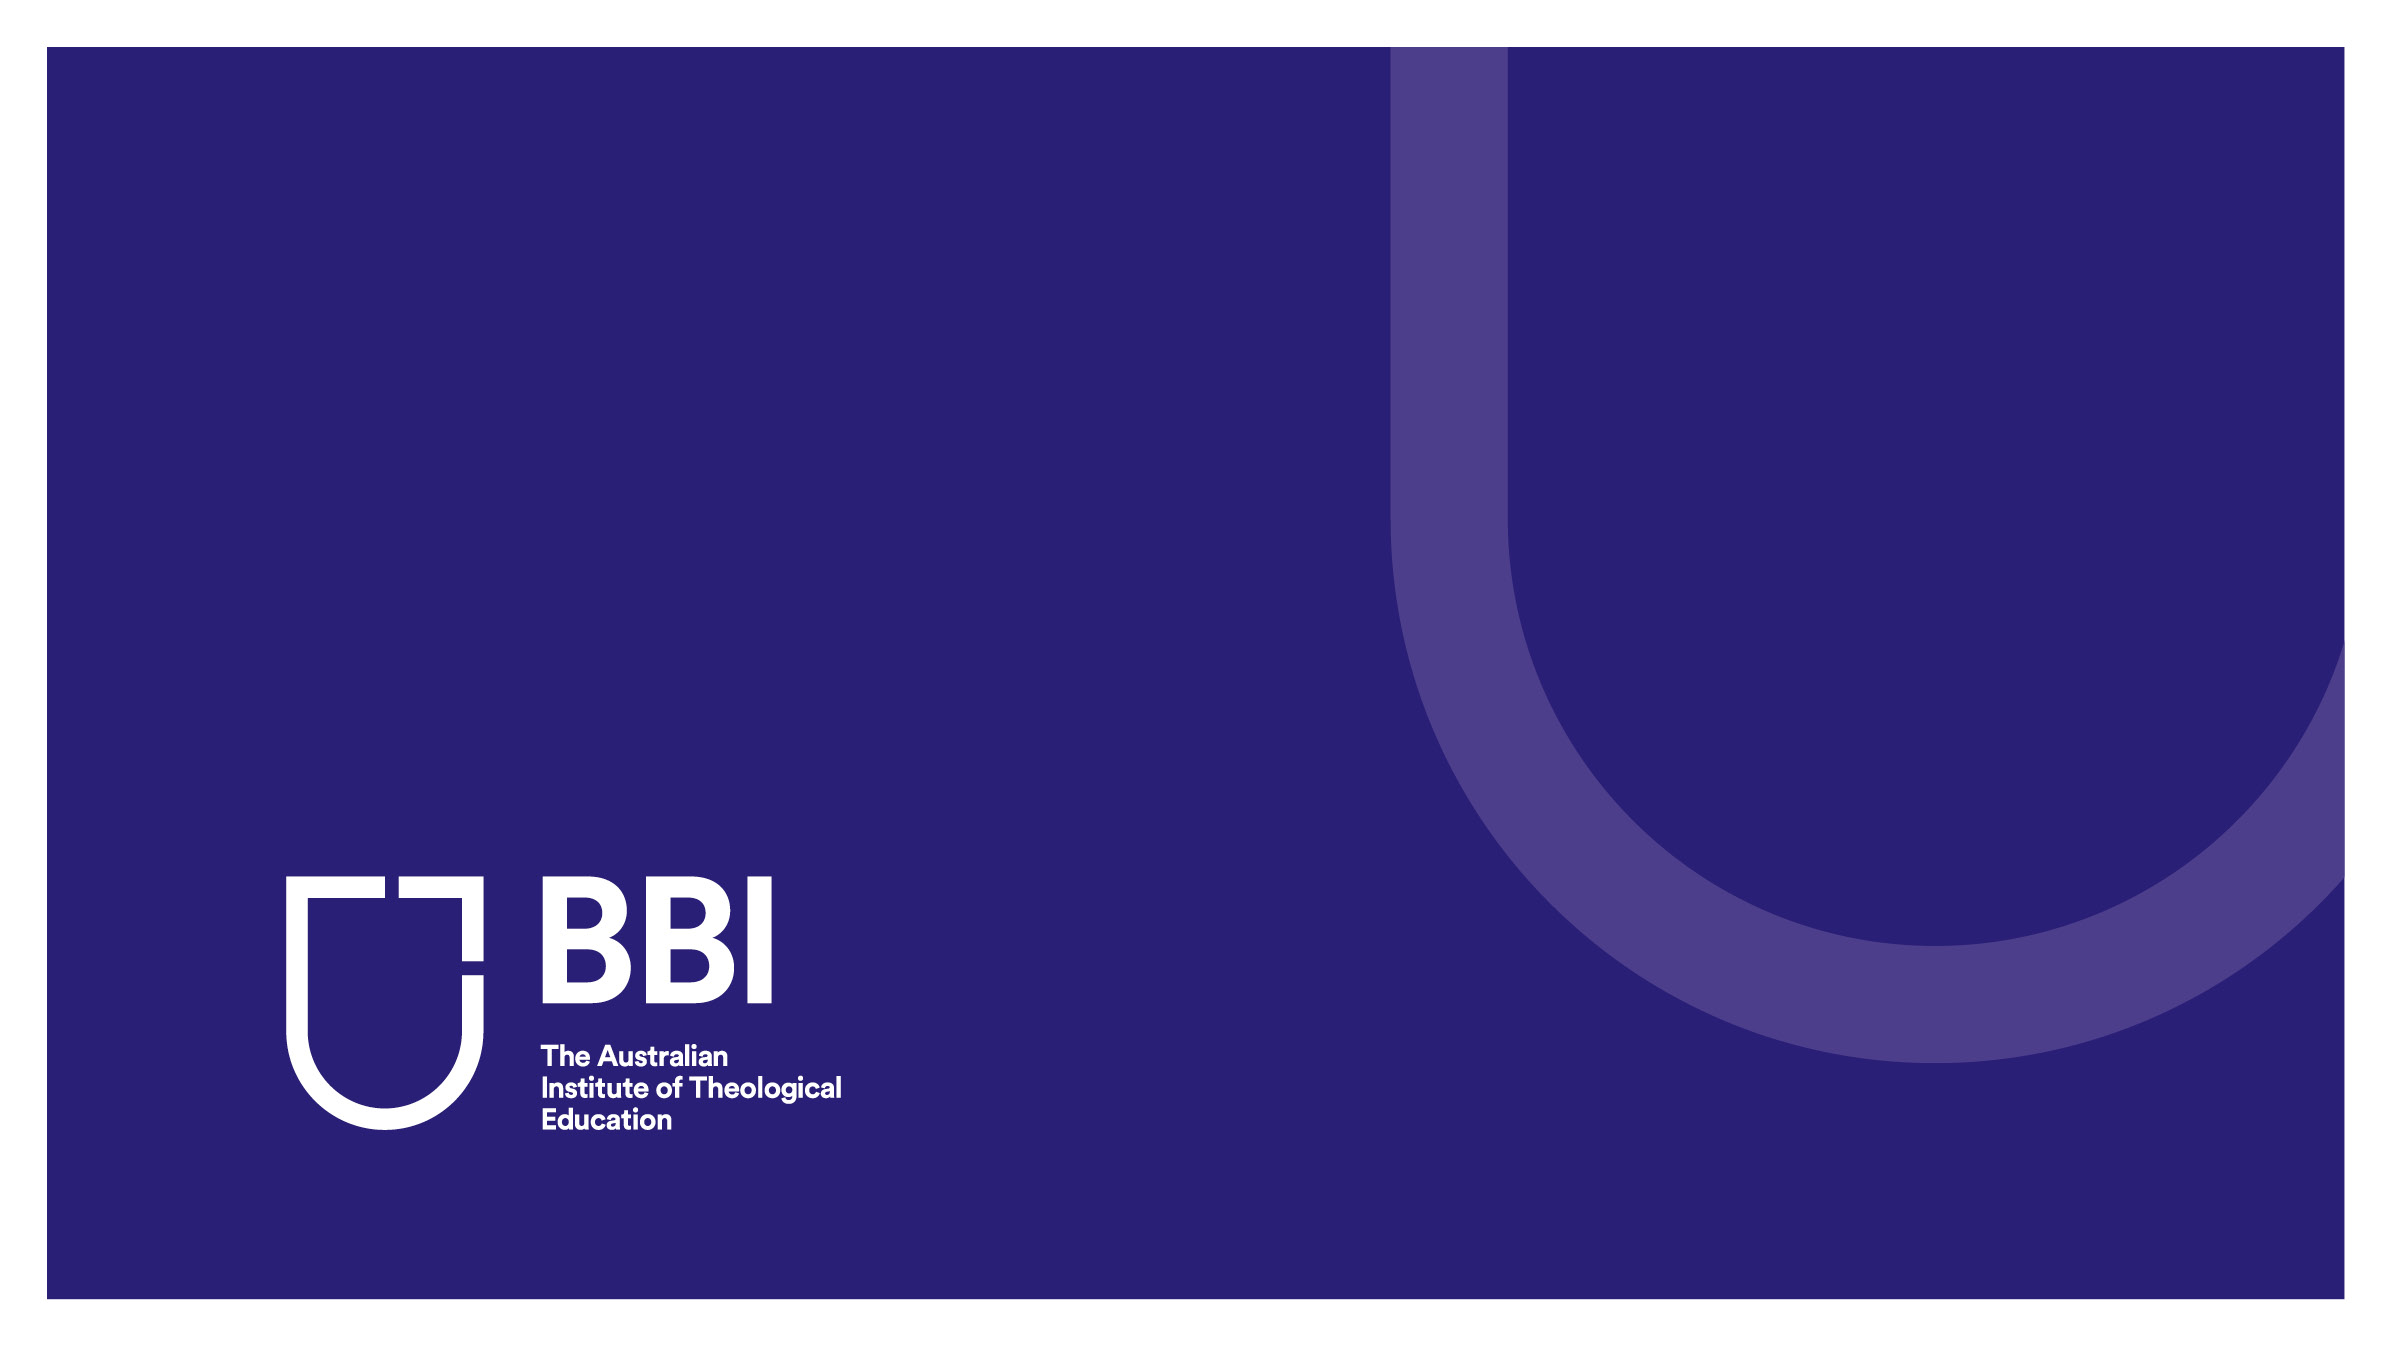 BBI
The Australian
Institute of Theological
Education